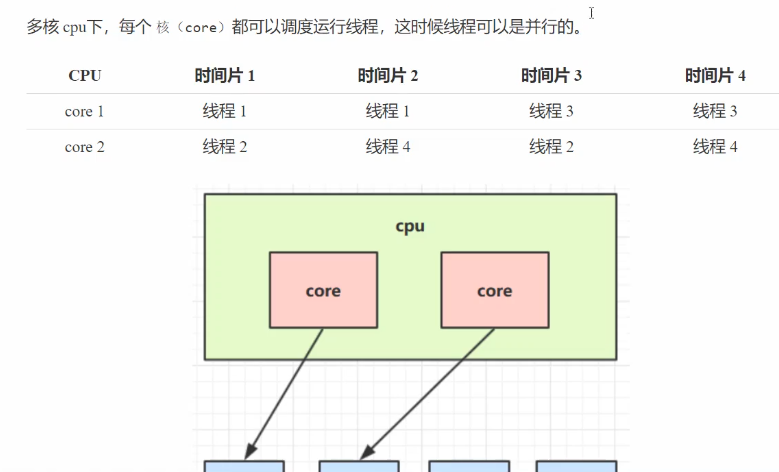 多核 cpu下，每个 核（core）都可以调度运行线程，这时候线程可以是并行的。
CPU 时间片 1 时间片 2 时间片 3 时间片 4
core 1 线程 1 线程 1 线程 3 线程 3
core 2 线程 2 线程 4 线程 2 线程 4
cpu
core core